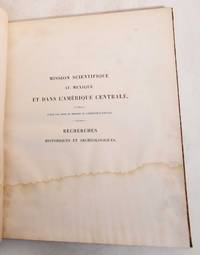 MISSION SCIENTIFIQUE
AU MEXIQUE
ET DANS L'AMÉRIQUE CENTRALE,
RECHERCHES
HISTORIQUES ET ARCHÉOLOGIQUES.